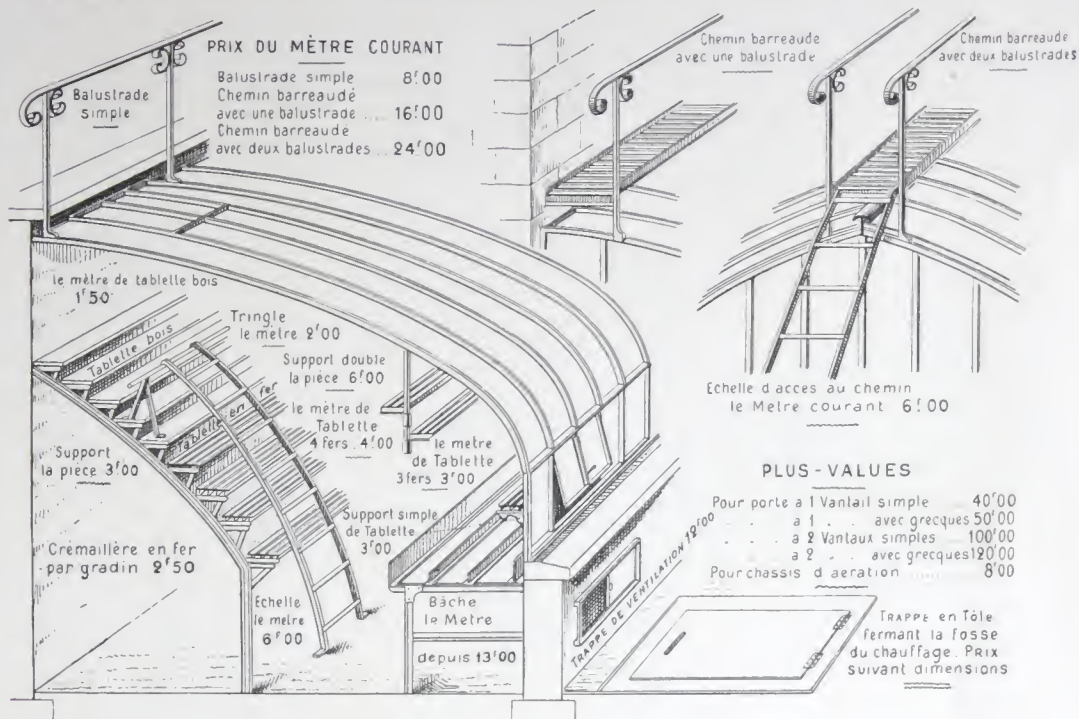 PRIX DU MÈTRE COURANT
Balustrade simple 8f00
Chemin barreaudé
avec une balustrade ... 16f00
Chemin barreaudé
avec deux balustrades .. 24f00
Balustrade
simple
Chemin barreaudé
avec une balustrade
Chemin barreaudé
avec deux balustrades
le mètre de tablette bois
1f50
Tringle
le mètre 2f00
Tablette bois
Support double
la pièce 6f00
Tablette en fer
le mètre de
Tablette
4 fers . 4f00
le metre
de Tablette
3 fers 3f00
Support
la pièce 3f00
Support simple
de Tablette
3f00
Crémaillère en fer
par gradin 2f50
Echelle
le metre
6f00
Bâche
le Metre
depuis 13f00
TRAPPE DE VENTILATION 12f00
Echelle d'acces au chemin
le Metre courant 6f00
PLUS-VALUES
Pour porte a 1 Vantail simple 40f00
. . . a 1 . . avec grecques 50f00
. . . a 2 Vantaux simples 100f00
. . . a 2 . . avec grecques 120f00
Pour chassis d'aeration ..... 8f00
TRAPPE en Tôle
fermant la fosse
du chauffage. PRIX
suivant dimensions